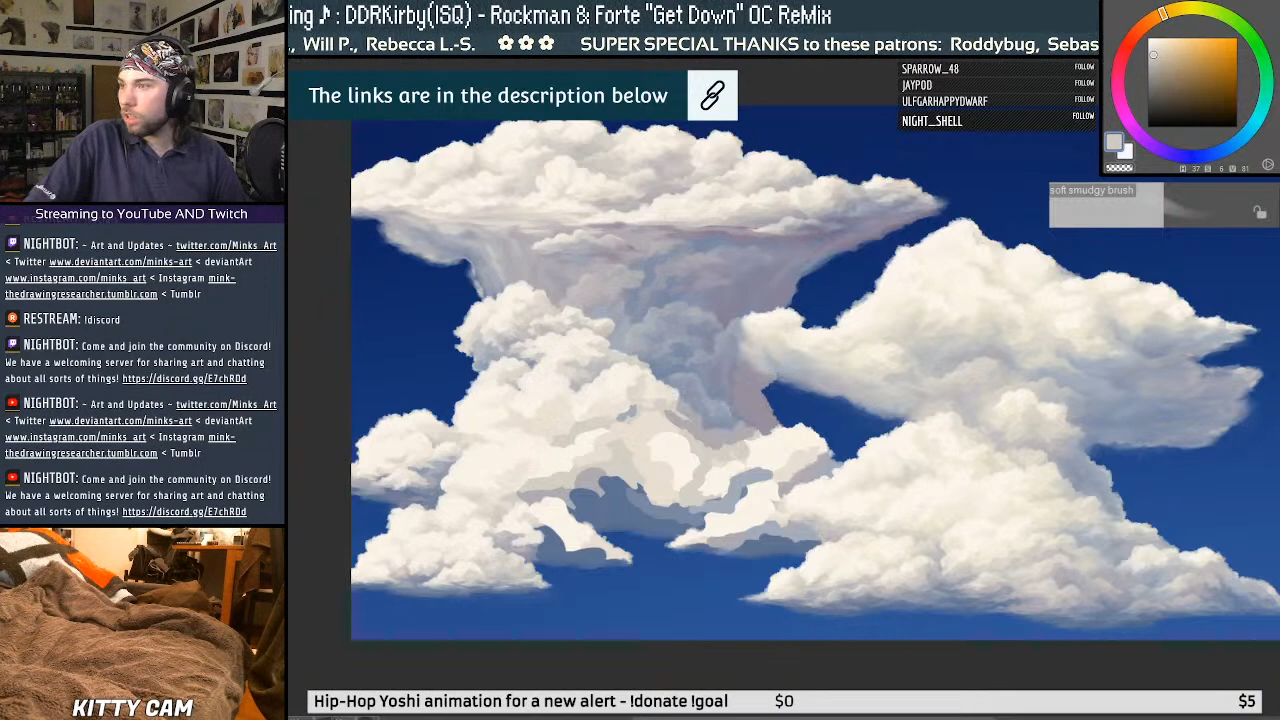 ing ♪ : DDRKirby(ISQ) - Rockman & Forte "Get Down" OC ReMix
., Will P., Rebecca L.-S. ✿ ✿ ✿ SUPER SPECIAL THANKS to these patrons: Roddybug, Sebas
The links are in the description below
SPARROW_48 FOLLOW
JAYPOD FOLLOW
ULFGARHAPPYDWARF FOLLOW
NIGHT_SHELL FOLLOW
H 37 S 6 V 81
soft smudgy brush
Streaming to YouTube AND Twitch
NIGHTBOT: ~ Art and Updates ~ twitter.com/Minks_Art
< Twitter www.deviantart.com/minks-art < deviantArt
www.instagram.com/minks_art < Instagram mink-
thedrawingresearcher.tumblr.com < Tumblr
RESTREAM: !discord
NIGHTBOT: Come and join the community on Discord!
We have a welcoming server for sharing art and chatting
about all sorts of things! https://discord.gg/E7chRDd
NIGHTBOT: ~ Art and Updates ~ twitter.com/Minks_Art
< Twitter www.deviantart.com/minks-art < deviantArt
www.instagram.com/minks_art < Instagram mink-
thedrawingresearcher.tumblr.com < Tumblr
NIGHTBOT: Come and join the community on Discord!
We have a welcoming server for sharing art and chatting
about all sorts of things! https://discord.gg/E7chRDd
KITTY CAM
Hip-Hop Yoshi animation for a new alert - !donate !goal $0 $5